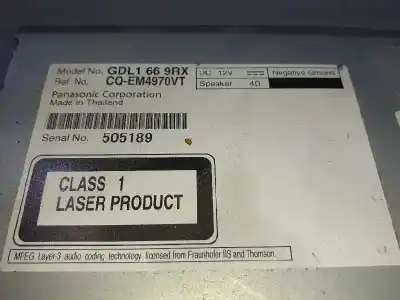 Model No. GDL1 66 9RX
Ref No. CQ-EM4970VT
DC 12V Negative Ground
Speaker 4Ω
Panasonic Corporation
Made in Thailand
Serial No. 505189
CLASS 1
LASER PRODUCT
MPEG Layer-3 audio coding technology licensed from Fraunhofer IIS and Thomson.